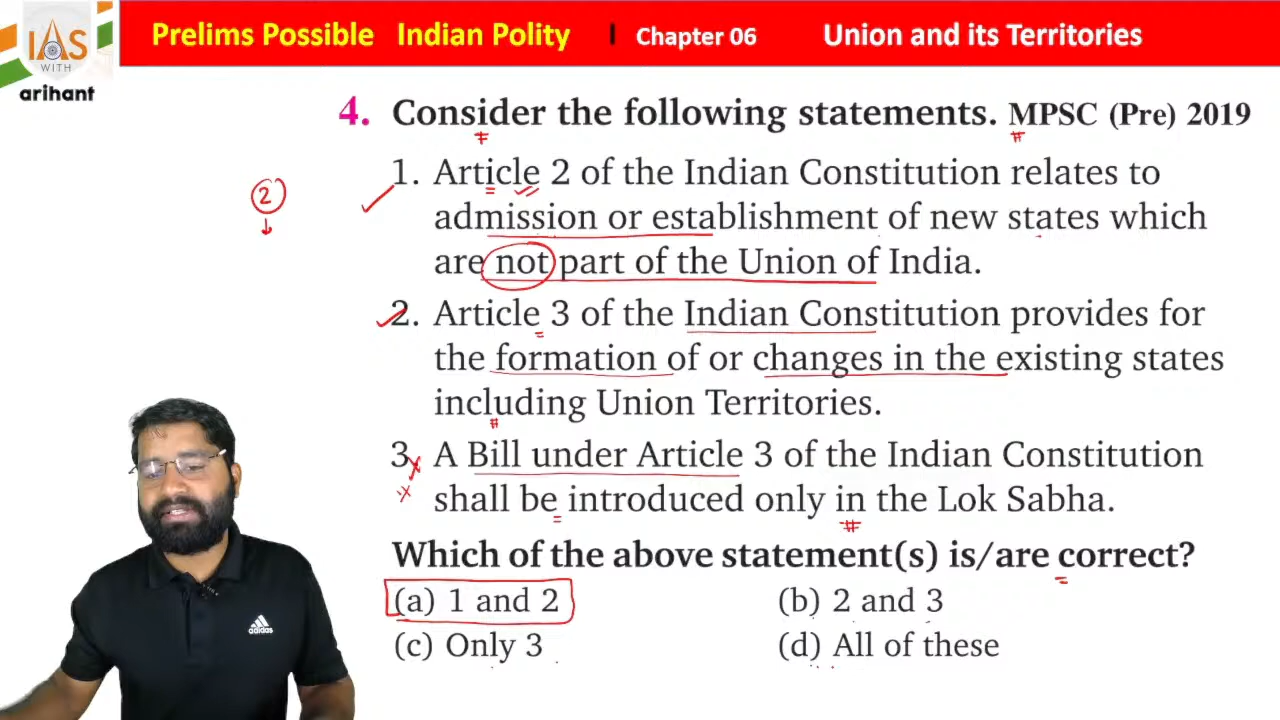 IAS
WITH
arihant
Prelims Possible Indian Polity | Chapter 06 Union and its Territories
4. Consider the following statements. MPSC (Pre) 2019
1. Article 2 of the Indian Constitution relates to
admission or establishment of new states which
are not part of the Union of India.
2
2. Article 3 of the Indian Constitution provides for
the formation of or changes in the existing states
including Union Territories.
3. A Bill under Article 3 of the Indian Constitution
shall be introduced only in the Lok Sabha.
Which of the above statement(s) is/are correct?
(a) 1 and 2 (b) 2 and 3
(c) Only 3 (d) All of these
adidas